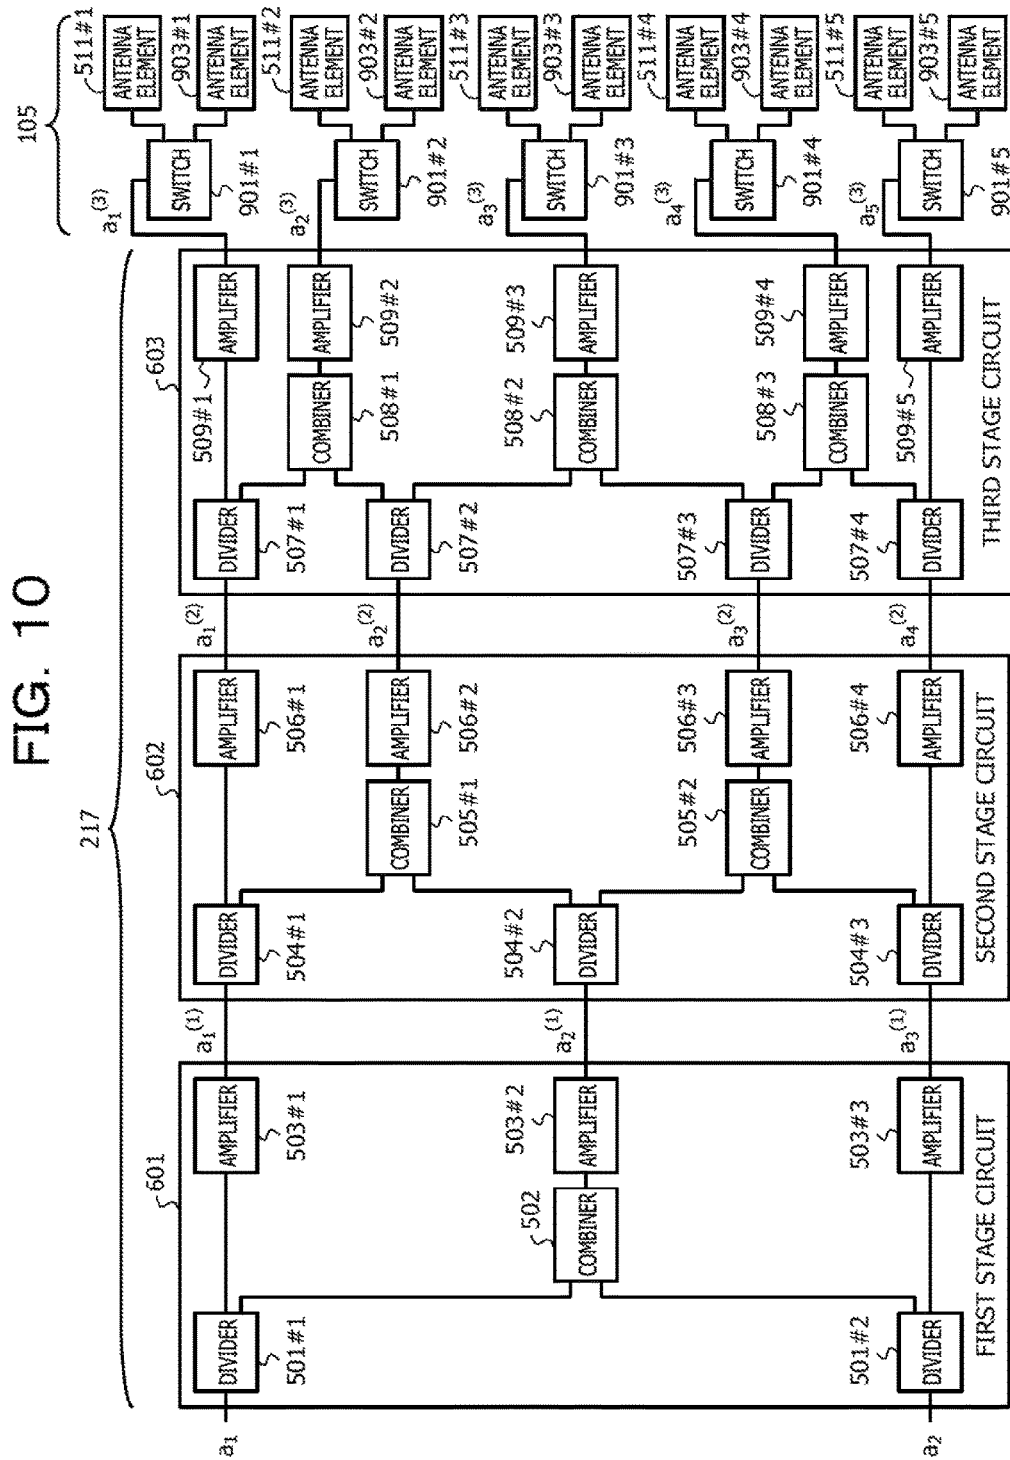 FIG. 10
217
105
601
602
603
a1
a2
DIVIDER
501#1
DIVIDER
501#2
COMBINER
502
AMPLIFIER
503#1
AMPLIFIER
503#2
AMPLIFIER
503#3
FIRST STAGE CIRCUIT
a1(1)
a2(1)
a3(1)
DIVIDER
504#1
DIVIDER
504#2
DIVIDER
504#3
COMBINER
505#1
COMBINER
505#2
AMPLIFIER
506#1
AMPLIFIER
506#2
AMPLIFIER
506#3
AMPLIFIER
506#4
SECOND STAGE CIRCUIT
a1(2)
a2(2)
a3(2)
a4(2)
DIVIDER
507#1
DIVIDER
507#2
DIVIDER
507#3
DIVIDER
507#4
COMBINER
508#1
COMBINER
508#2
COMBINER
508#3
509#1
AMPLIFIER
AMPLIFIER
509#2
AMPLIFIER
509#3
AMPLIFIER
509#4
509#5
AMPLIFIER
THIRD STAGE CIRCUIT
a1(3)
a2(3)
a3(3)
a4(3)
a5(3)
SWITCH
901#1
SWITCH
901#2
SWITCH
901#3
SWITCH
901#4
SWITCH
901#5
511#1
ANTENNA
ELEMENT
903#1
ANTENNA
ELEMENT
511#2
ANTENNA
ELEMENT
903#2
ANTENNA
ELEMENT
511#3
ANTENNA
ELEMENT
903#3
ANTENNA
ELEMENT
511#4
ANTENNA
ELEMENT
903#4
ANTENNA
ELEMENT
511#5
ANTENNA
ELEMENT
903#5
ANTENNA
ELEMENT